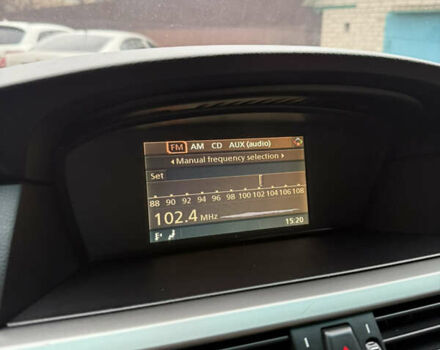 FM AM CD AUX (audio)
Manual frequency selection
Set
88 90 92 94 96 98 100 102 104 106 108
102.4 MHz
15:20